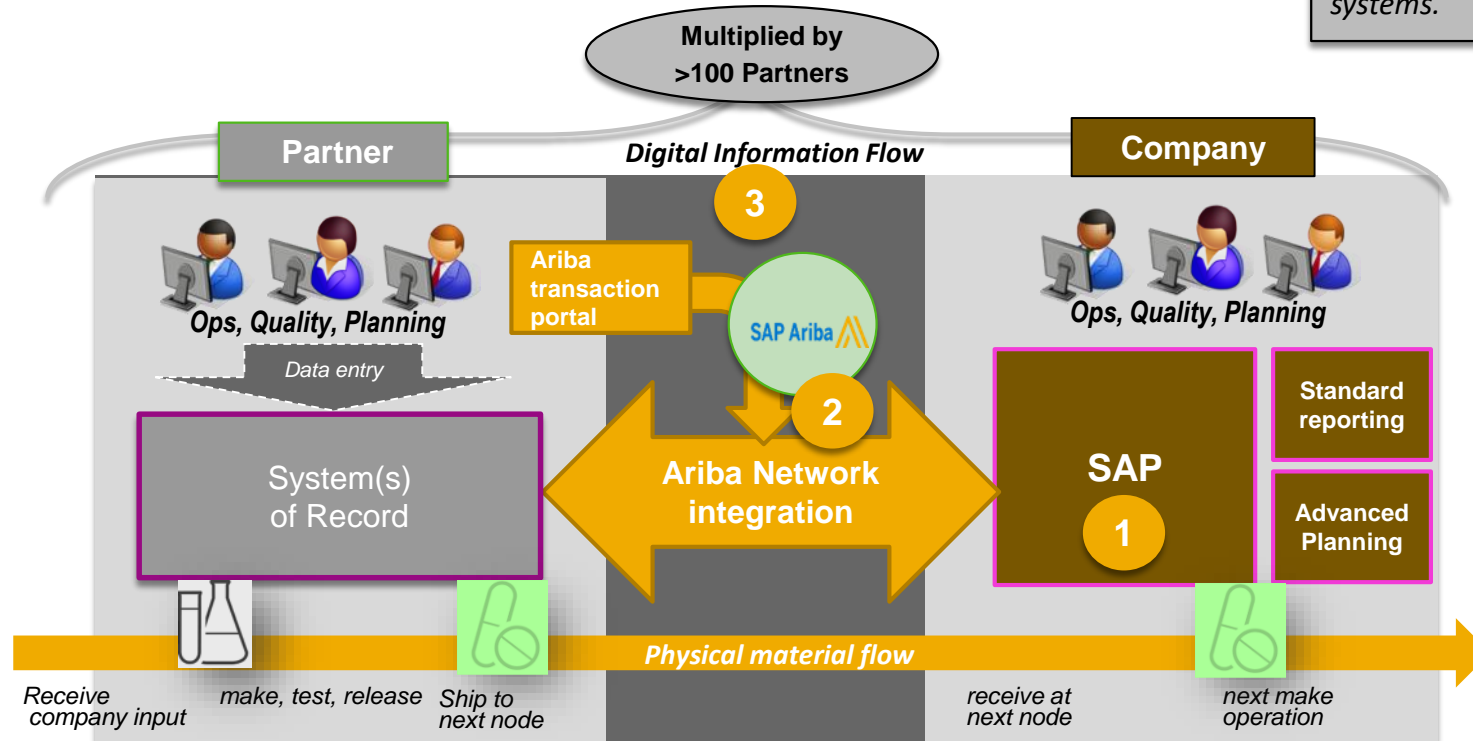 systems.
Multiplied by
>100 Partners
Partner
Digital Information Flow
Company
3
Ariba
transaction
portal
SAP Ariba
Ops, Quality, Planning
Ops, Quality, Planning
Data entry
2
System(s)
of Record
Ariba Network
integration
SAP
1
Standard
reporting
Advanced
Planning
Physical material flow
Receive
company input
make, test, release
Ship to
next node
receive at
next node
next make
operation